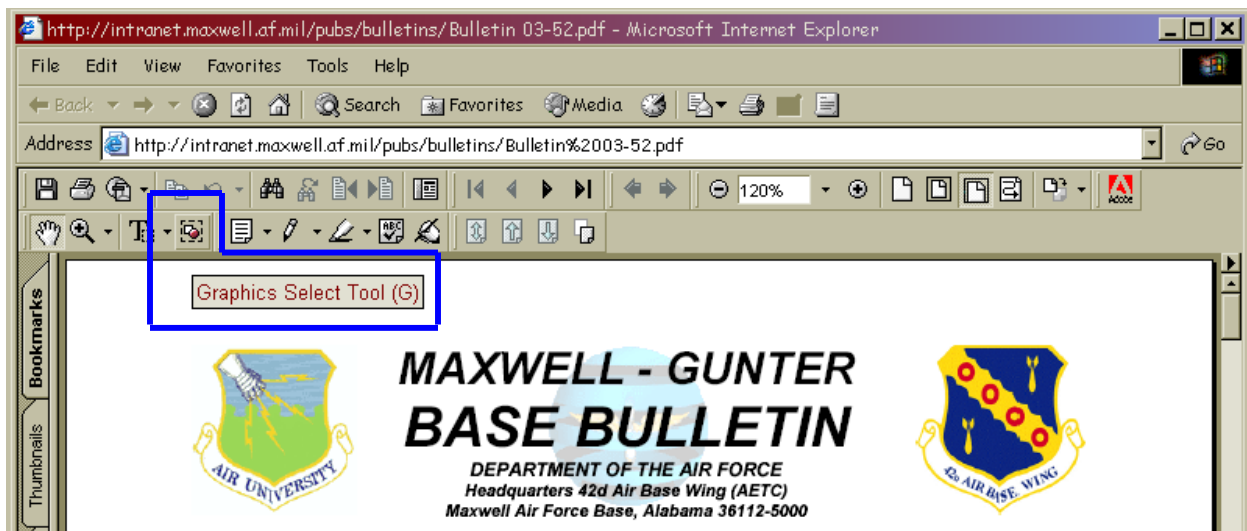 http://intranet.maxwell.af.mil/pubs/bulletins/Bulletin 03-52.pdf - Microsoft Internet Explorer
File Edit View Favorites Tools Help
Back Search Favorites Media
Address http://intranet.maxwell.af.mil/pubs/bulletins/Bulletin%2003-52.pdf Go
120% Adobe
T ABC
Graphics Select Tool (G)
Bookmarks
Thumbnails
MAXWELL - GUNTER
BASE BULLETIN
DEPARTMENT OF THE AIR FORCE
Headquarters 42d Air Base Wing (AETC)
Maxwell Air Force Base, Alabama 36112-5000
AIR UNIVERSITY
42D AIR BASE WING